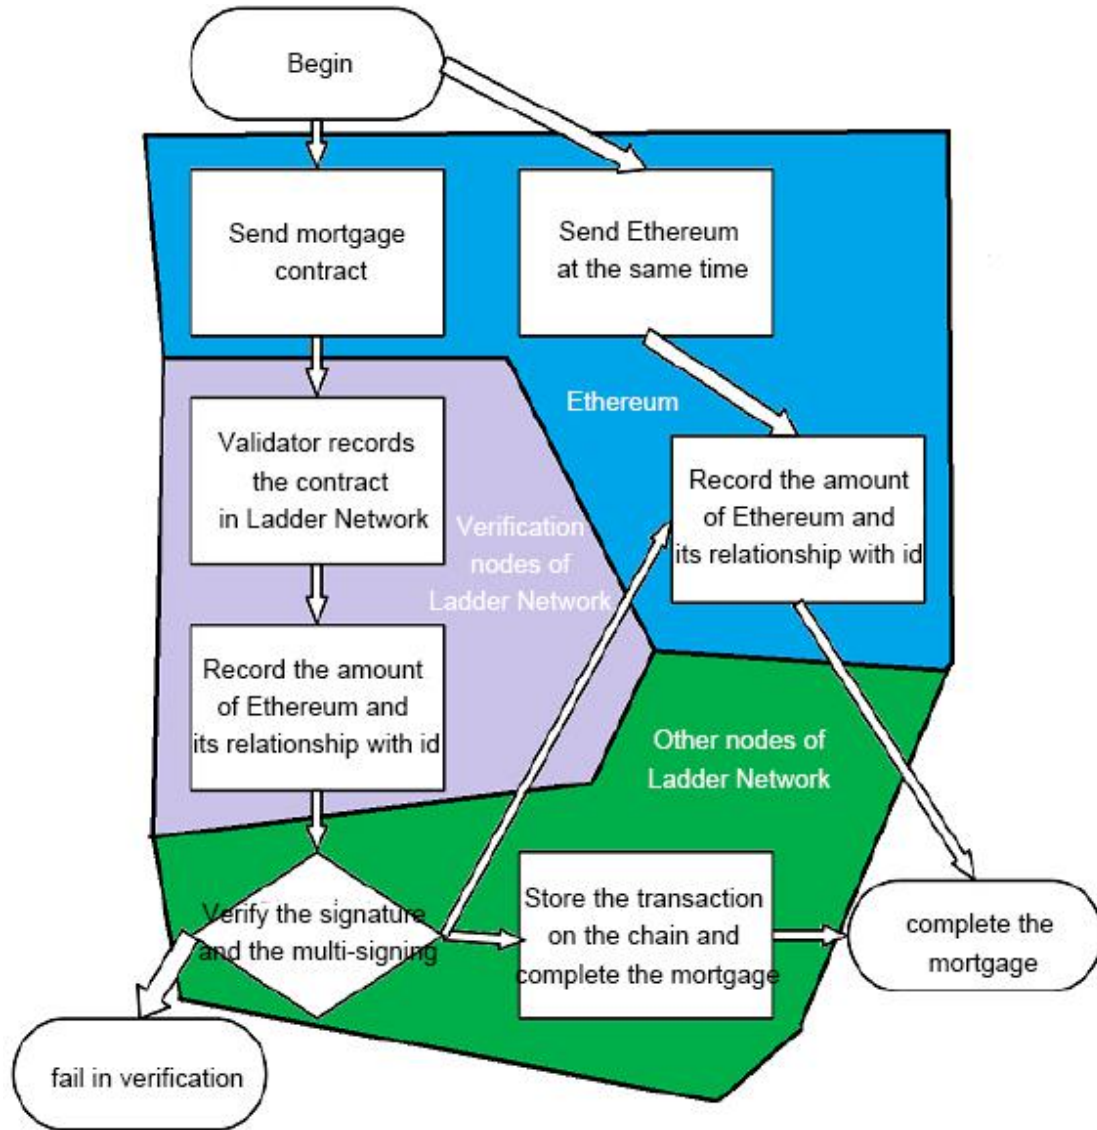 Begin
Send mortgage
contract
Send Ethereum
at the same time
Ethereum
Validator records
the contract
in Ladder Network
Record the amount
of Ethereum and
its relationship with id
Verification
nodes of
Ladder Network
Record the amount
of Ethereum and
its relationship with id
Other nodes of
Ladder Network
Verify the signature
and the multi-signing
Store the transaction
on the chain and
complete the mortgage
complete the
mortgage
fail in verification